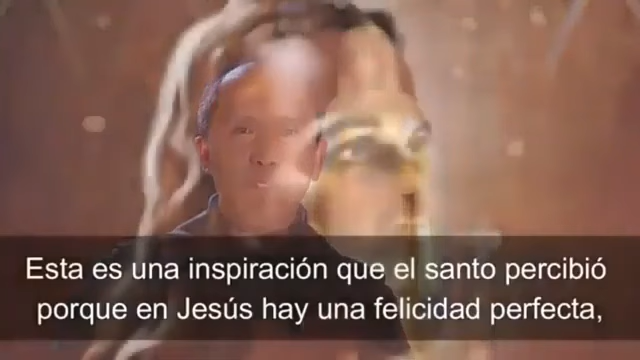 Esta es una inspiración que el santo percibió
porque en Jesús hay una felicidad perfecta,